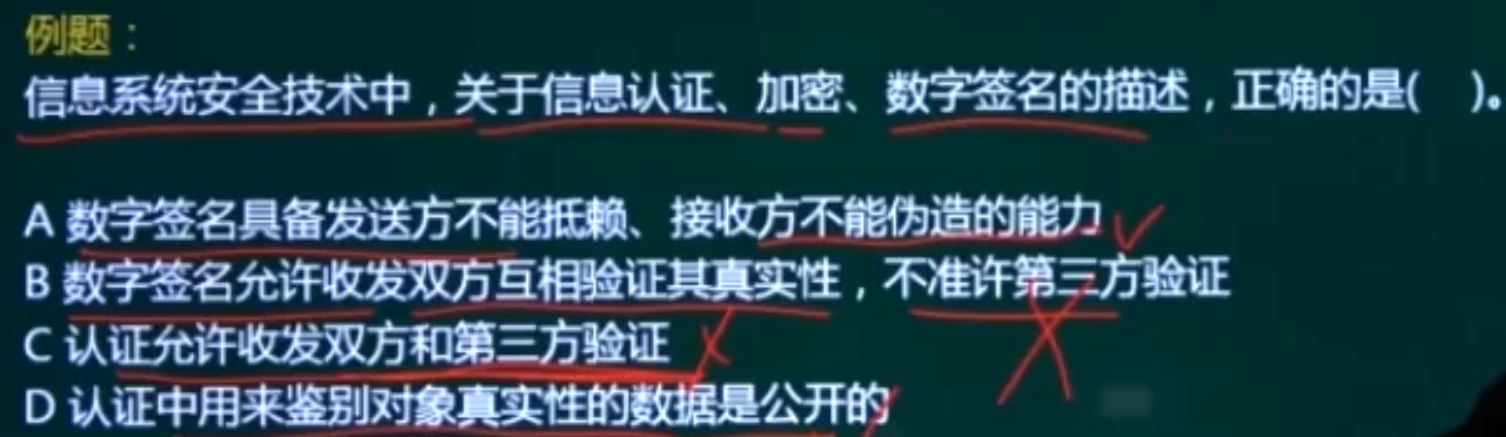 例题：
信息系统安全技术中，关于信息认证、加密、数字签名的描述，正确的是(    )。
A 数字签名具备发送方不能抵赖、接收方不能伪造的能力
B 数字签名允许收发双方互相验证其真实性，不准许第三方验证
C 认证允许收发双方和第三方验证
D 认证中用来鉴别对象真实性的数据是公开的